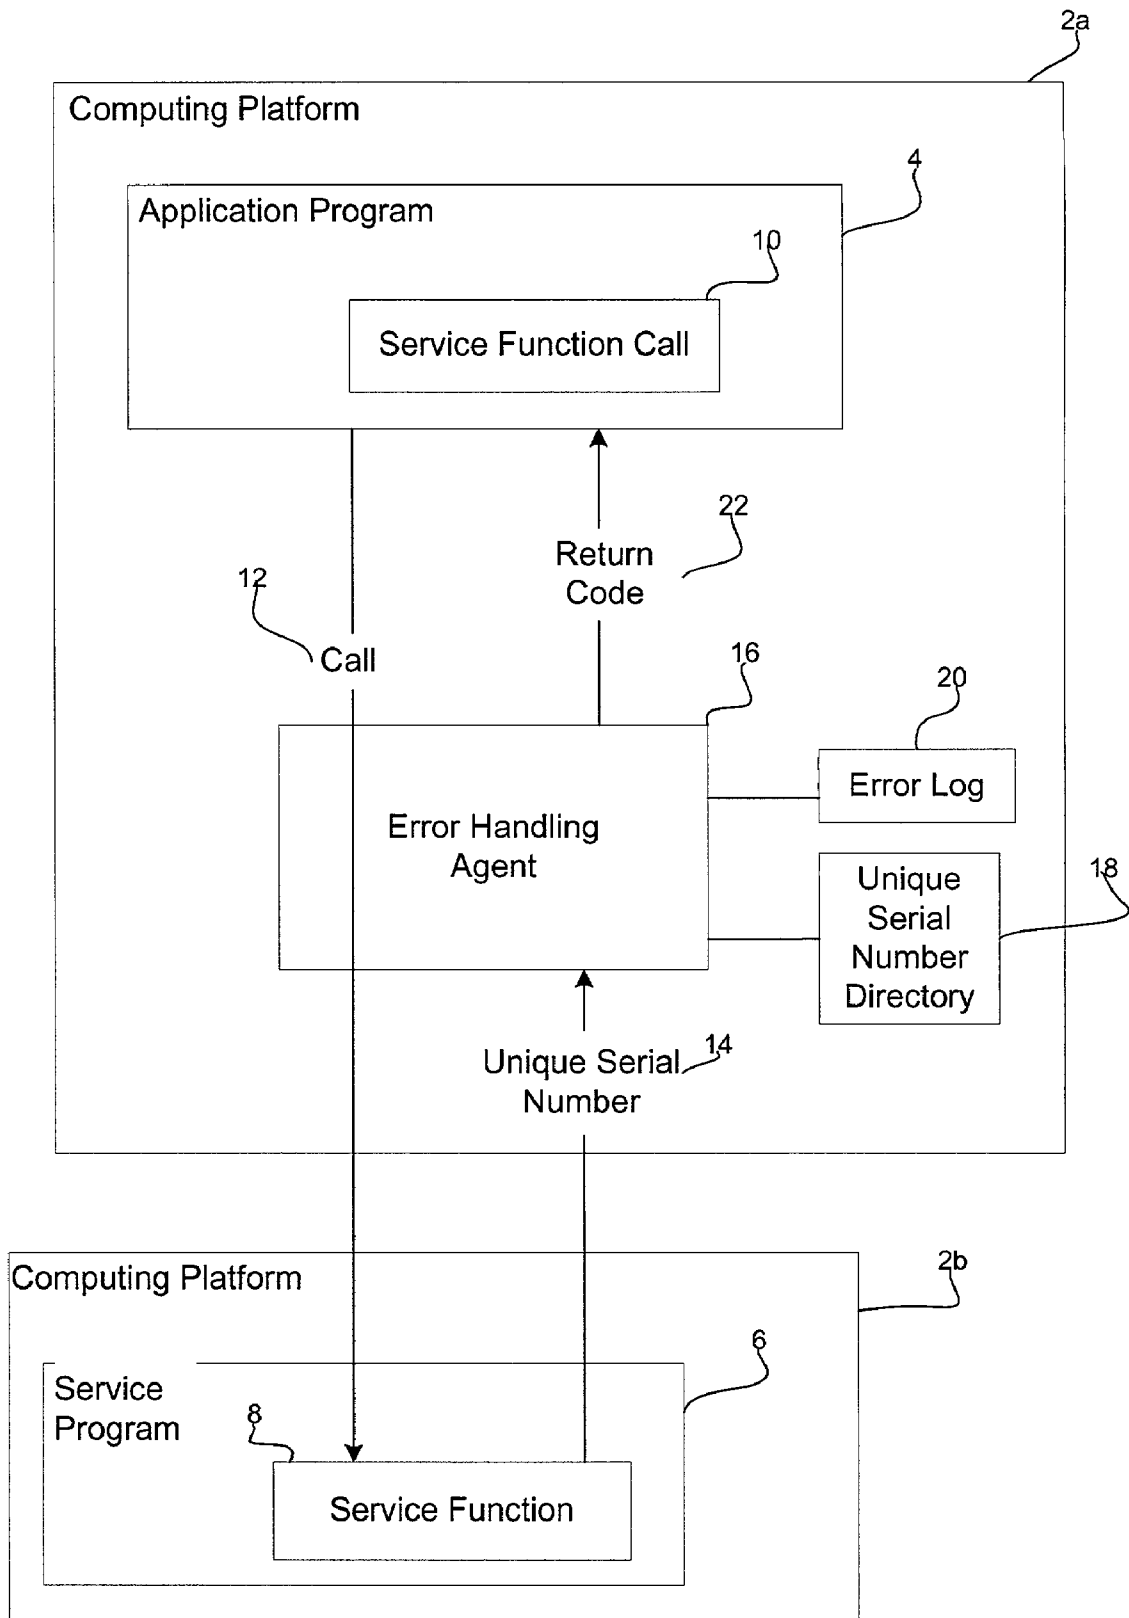 2a
Computing Platform
4
Application Program
10
Service Function Call
22
Return
Code
12
Call
16
20
Error Log
Error Handling
Agent
18
Unique
Serial
Number
Directory
Unique Serial
Number
14
2b
Computing Platform
6
Service
Program
8
Service Function